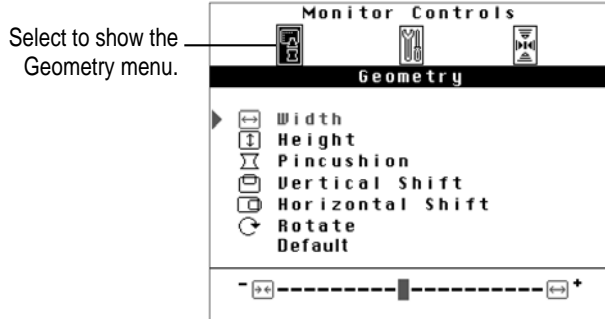 Monitor Controls
Select to show the
Geometry menu.
Geometry
Width
Height
Pincushion
Vertical Shift
Horizontal Shift
Rotate
Default
- +